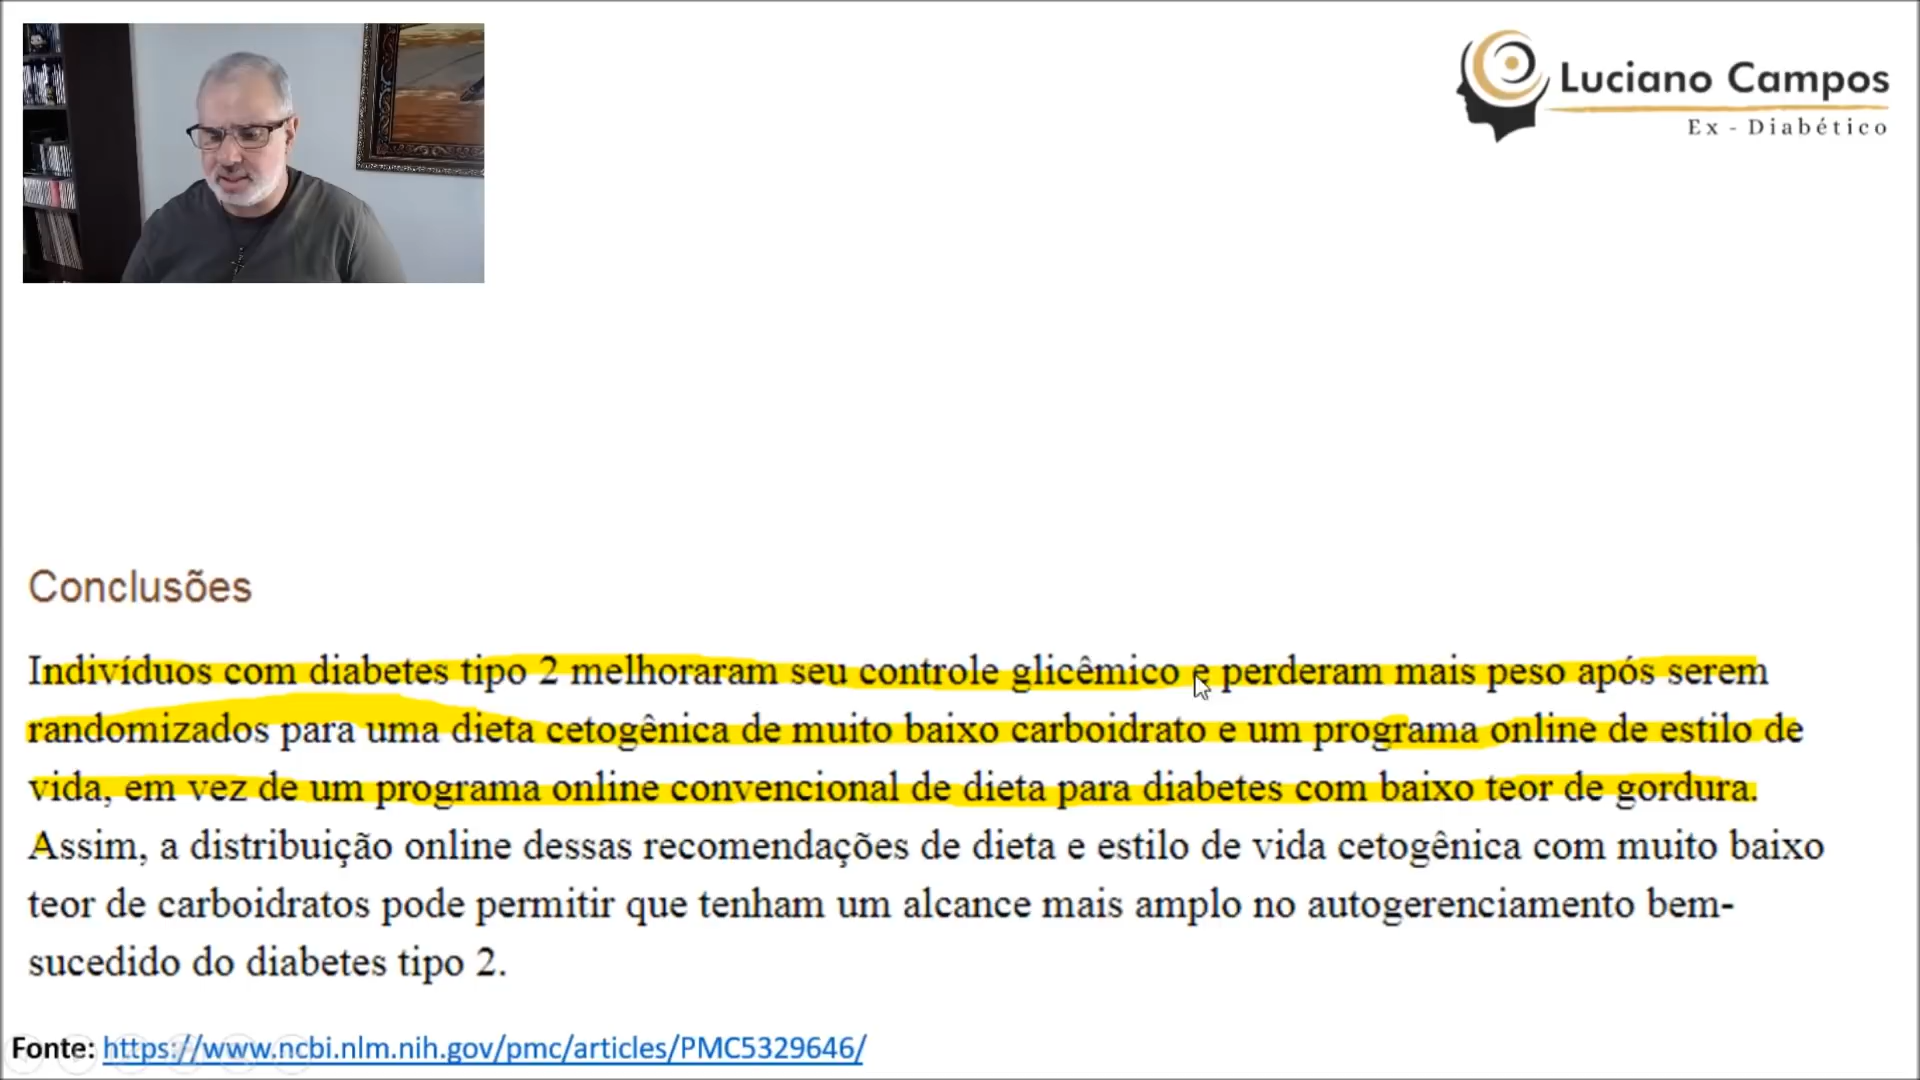 Luciano Campos
Ex - Diabético
Conclusões
Indivíduos com diabetes tipo 2 melhoraram seu controle glicêmico e perderam mais peso após serem
randomizados para uma dieta cetogênica de muito baixo carboidrato e um programa online de estilo de
vida, em vez de um programa online convencional de dieta para diabetes com baixo teor de gordura.
Assim, a distribuição online dessas recomendações de dieta e estilo de vida cetogênica com muito baixo
teor de carboidratos pode permitir que tenham um alcance mais amplo no autogerenciamento bem-
sucedido do diabetes tipo 2.
Fonte: https://www.ncbi.nlm.nih.gov/pmc/articles/PMC5329646/